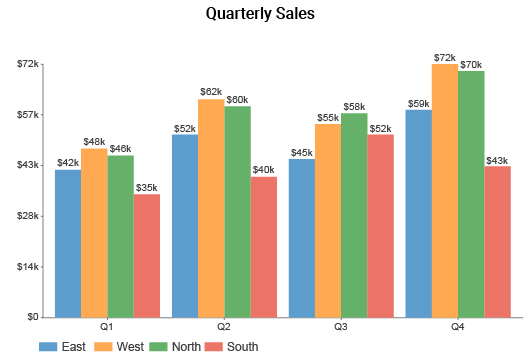 Quarterly Sales
$72k
$57k
$43k
$28k
$14k
$0
$42k $48k $46k $35k
$52k $62k $60k $40k
$45k $55k $58k $52k
$59k $72k $70k $43k
Q1 Q2 Q3 Q4
East West North South